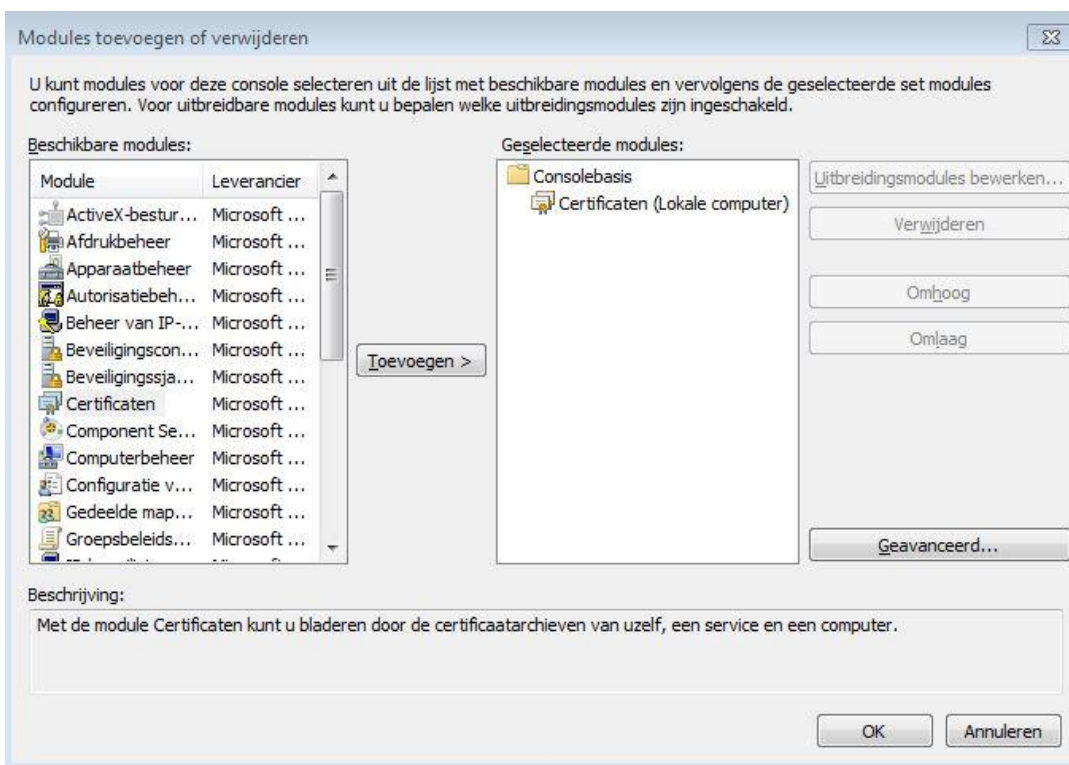 Modules toevoegen of verwijderen
U kunt modules voor deze console selecteren uit de lijst met beschikbare modules en vervolgens de geselecteerde set modules
configureren. Voor uitbreidbare modules kunt u bepalen welke uitbreidingsmodules zijn ingeschakeld.
Beschikbare modules:
Module Leverancier
ActiveX-bestur... Microsoft ...
Afdrukbeheer Microsoft ...
Apparaatbeheer Microsoft ...
Autorisatiebeh... Microsoft ...
Beheer van IP-... Microsoft ...
Beveiligingscon... Microsoft ...
Beveiligingssja... Microsoft ...
Certificaten Microsoft ...
Component Se... Microsoft ...
Computerbeheer Microsoft ...
Configuratie v... Microsoft ...
Gedeelde map... Microsoft ...
Groepsbeleids... Microsoft ...
Toevoegen >
Geselecteerde modules:
Consolebasis
Certificaten (Lokale computer)
Uitbreidingsmodules bewerken...
Verwijderen
Omhoog
Omlaag
Geavanceerd...
Beschrijving:
Met de module Certificaten kunt u bladeren door de certificaatarchieven van uzelf, een service en een computer.
OK Annuleren